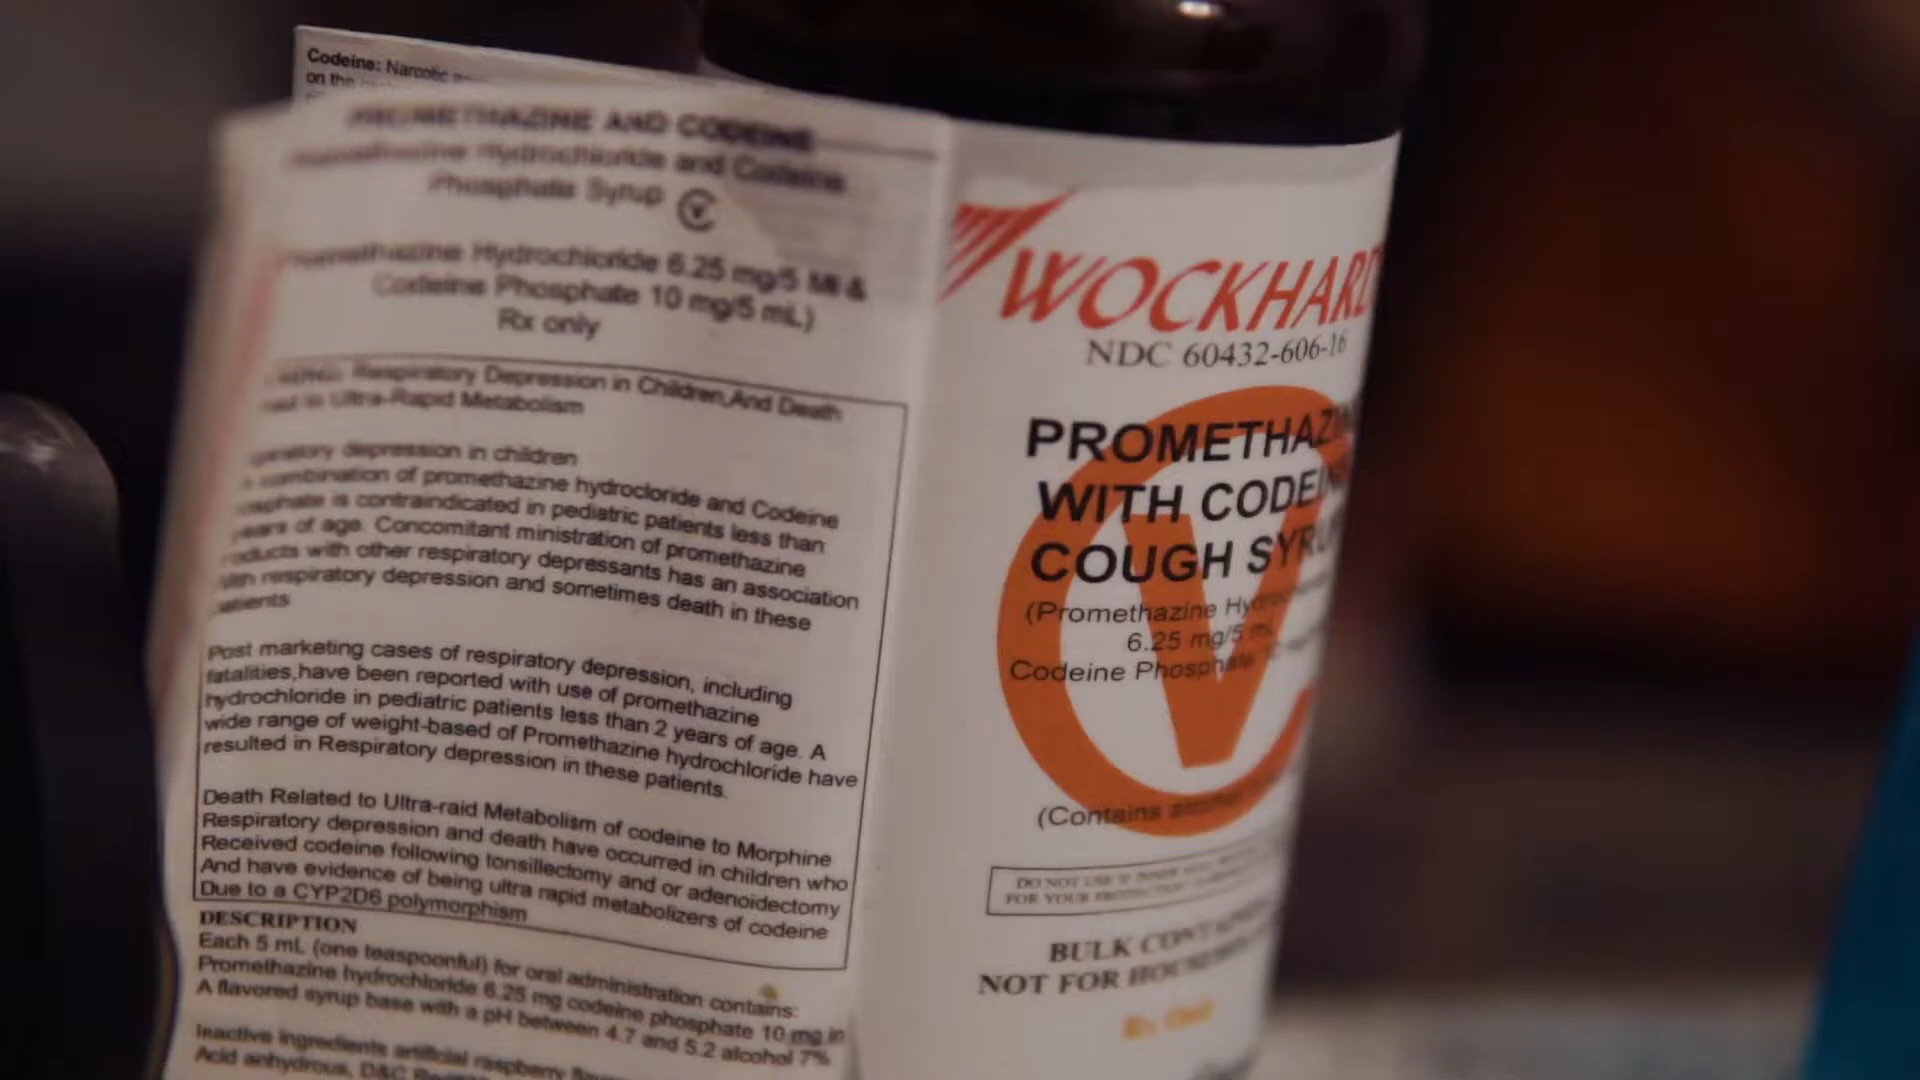 Codeine: Narcotic
on the
PROMETHAZINE AND CODEINE
Promethazine Hydrochloride and Codeine
Phosphate Syrup
Promethazine Hydrochloride 6.25 mg/5 Ml &
Codeine Phosphate 10 mg/5 mL)
Rx only
Respiratory Depression in Children,And Death
to Ultra-Rapid Metabolism
depression in children
combination of promethazine hydrocloride and Codeine
is contraindicated in pediatric patients less than
years of age. Concomitant ministration of promethazine
with other respiratory depressants has an association
With respiratory depression and sometimes death in these
patients
Post marketing cases of respiratory depression, including
fatalities,have been reported with use of promethazine
hydrochloride in pediatric patients less than 2 years of age. A
wide range of weight-based of Promethazine hydrochloride have
resulted in Respiratory depression in these patients.
Death Related to Ultra-raid Metabolism of codeine to Morphine
Respiratory depression and death have occurred in children who
Received codeine following tonsillectomy and or adenoidectomy
And have evidence of being ultra rapid metabolizers of codeine
Due to a CYP2D6 polymorphism
DESCRIPTION
Each 5 mL (one teaspoonful) for oral administration contains:
Promethazine hydrochloride 6.25 mg codeine phosphate 10 mg in
A flavored syrup base with a pH between 4.7 and 5.2 alcohol 7%
Inactive ingredients artificial raspberry
Acid anhydrous, D&C
WOCKHARD
NDC 60432-606-16
V
PROMETHAZIN
WITH CODEINE
COUGH SYRU
(Promethazine
6.25 mg/5 mL
Codeine Phosphate
(Contains alcohol
DO NOT USE IF INNER
FOR YOUR PROTECTION
BULK
NOT FOR
Rx Only